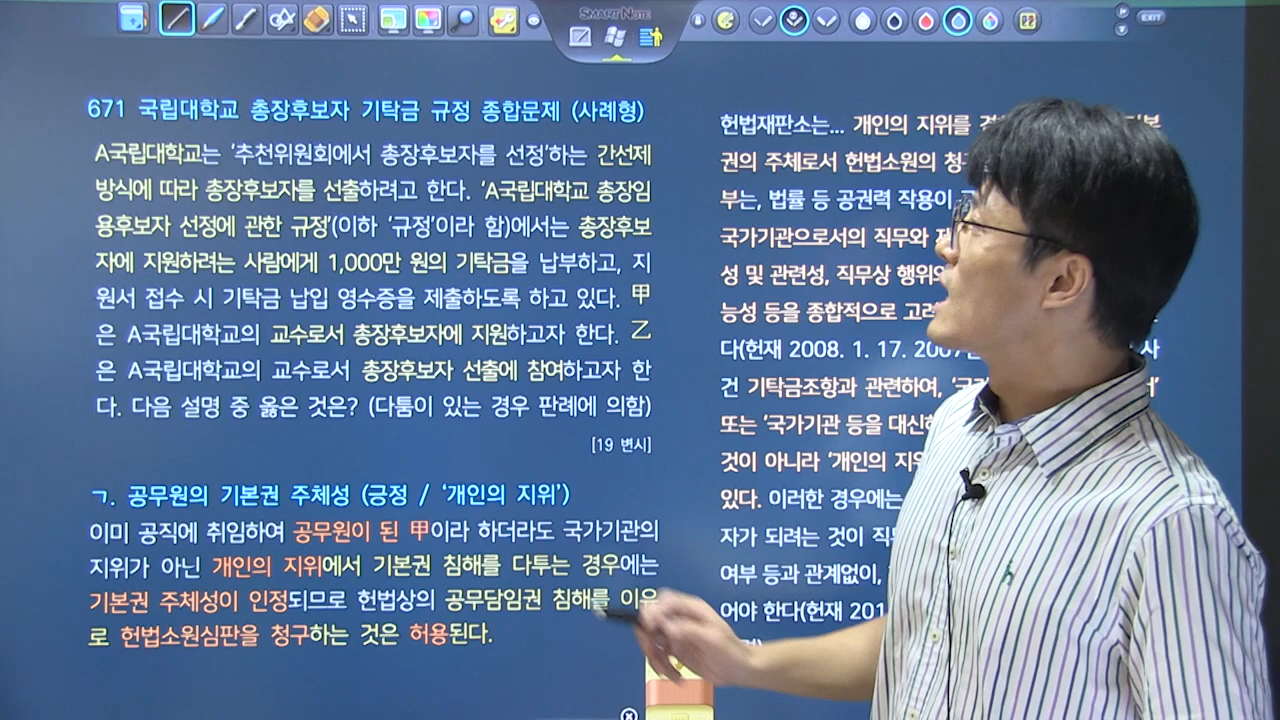 SMART NOTE
EXIT
671 국립대학교 총장후보자 기탁금 규정 종합문제 (사례형)
A국립대학교는 '추천위원회에서 총장후보자를 선정'하는 간선제
방식에 따라 총장후보자를 선출하려고 한다. 'A국립대학교 총장임
용후보자 선정에 관한 규정'(이하 '규정'이라 함)에서는 총장후보
자에 지원하려는 사람에게 1,000만 원의 기탁금을 납부하고, 지
원서 접수 시 기탁금 납입 영수증을 제출하도록 하고 있다. 甲
은 A국립대학교의 교수로서 총장후보자에 지원하고자 한다. 乙
은 A국립대학교의 교수로서 총장후보자 선출에 참여하고자 한
다. 다음 설명 중 옳은 것은? (다툼이 있는 경우 판례에 의함)
[19 변시]
ㄱ. 공무원의 기본권 주체성 (긍정 / '개인의 지위')
이미 공직에 취임하여 공무원이 된 甲이라 하더라도 국가기관의
지위가 아닌 개인의 지위에서 기본권 침해를 다투는 경우에는
기본권 주체성이 인정되므로 헌법상의 공무담임권 침해를 이유
로 헌법소원심판을 청구하는 것은 허용된다.
헌법재판소는... 개인의 지위를
권의 주체로서 헌법소원의
부는, 법률 등 공권력 작용이
국가기관으로서의 직무와
성 및 관련성, 직무상
능성 등을 종합적으로
다(헌재 2008. 1. 17.
건 기탁금조항과 관련하여,
또는 '국가기관 등을
것이 아니라 '개인의
있다. 이러한 경우에는
자가 되려는 것이
여부 등과 관계없이,
어야 한다(헌재